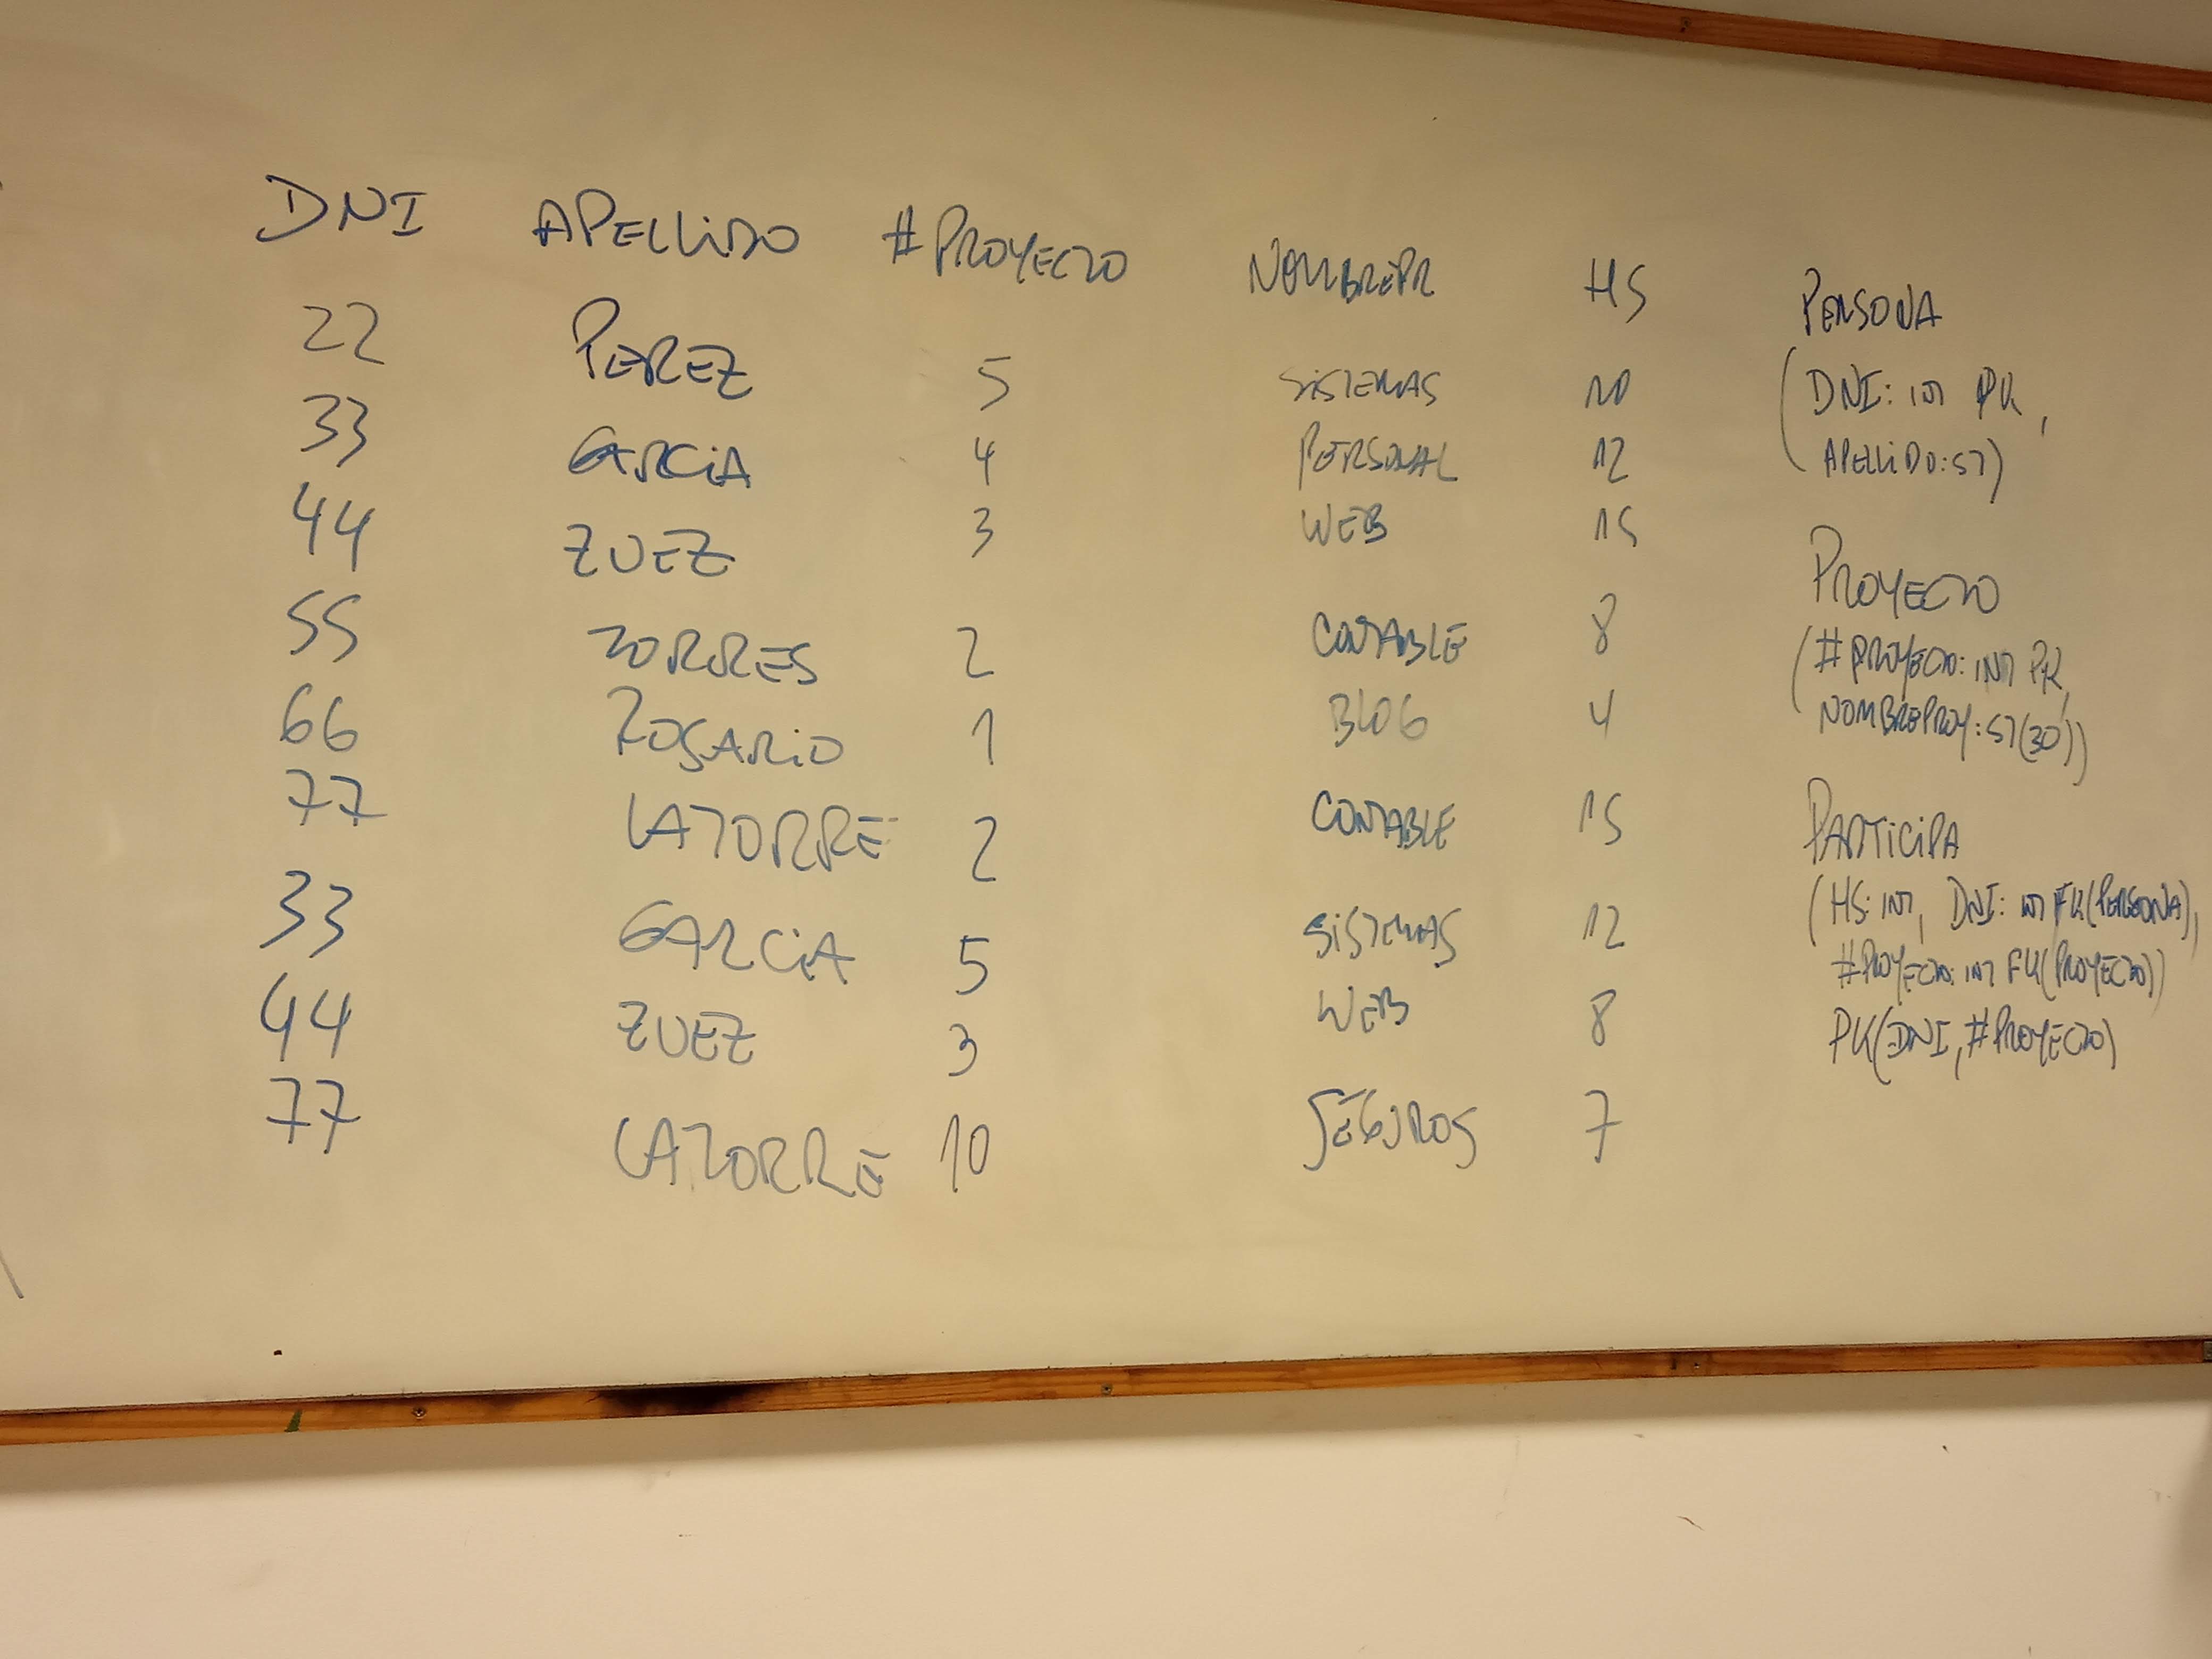 DNI APELLIDO #PROYECTO NOMBREPR HS
22 PEREZ 5 SISTEMAS 10
33 GARCIA 4 PERSONAL 12
44 ZUEZ 3 WEB 15
55 TORRES 2 CONTABLE 8
66 ROSARIO 1 BLOG 4
77 LATORRE 2 CONTABLE 15
33 GARCIA 5 SISTEMAS 12
44 ZUEZ 3 WEB 8
77 LATORRE 10 SEGUROS 7
PERSONA
(DNI: INT PK,
APELLIDO: ST)
PROYECTO
(#PROYECTO: INT PK,
NOMBREPROY: ST(30))
PARTICIPA
(HS: INT, DNI: INT FK(PERSONA),
#PROYECTO: INT FK(PROYECTO))
PK(DNI, #PROYECTO)